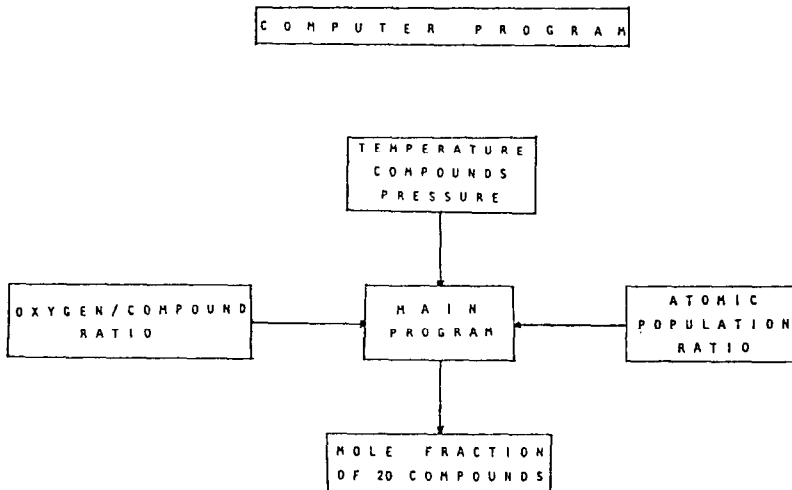 COMPUTER PROGRAM
TEMPERATURE
COMPOUNDS
PRESSURE
OXYGEN/COMPOUND
RATIO
MAIN
PROGRAM
ATOMIC
POPULATION
RATIO
MOLE FRACTION
OF 20 COMPOUNDS